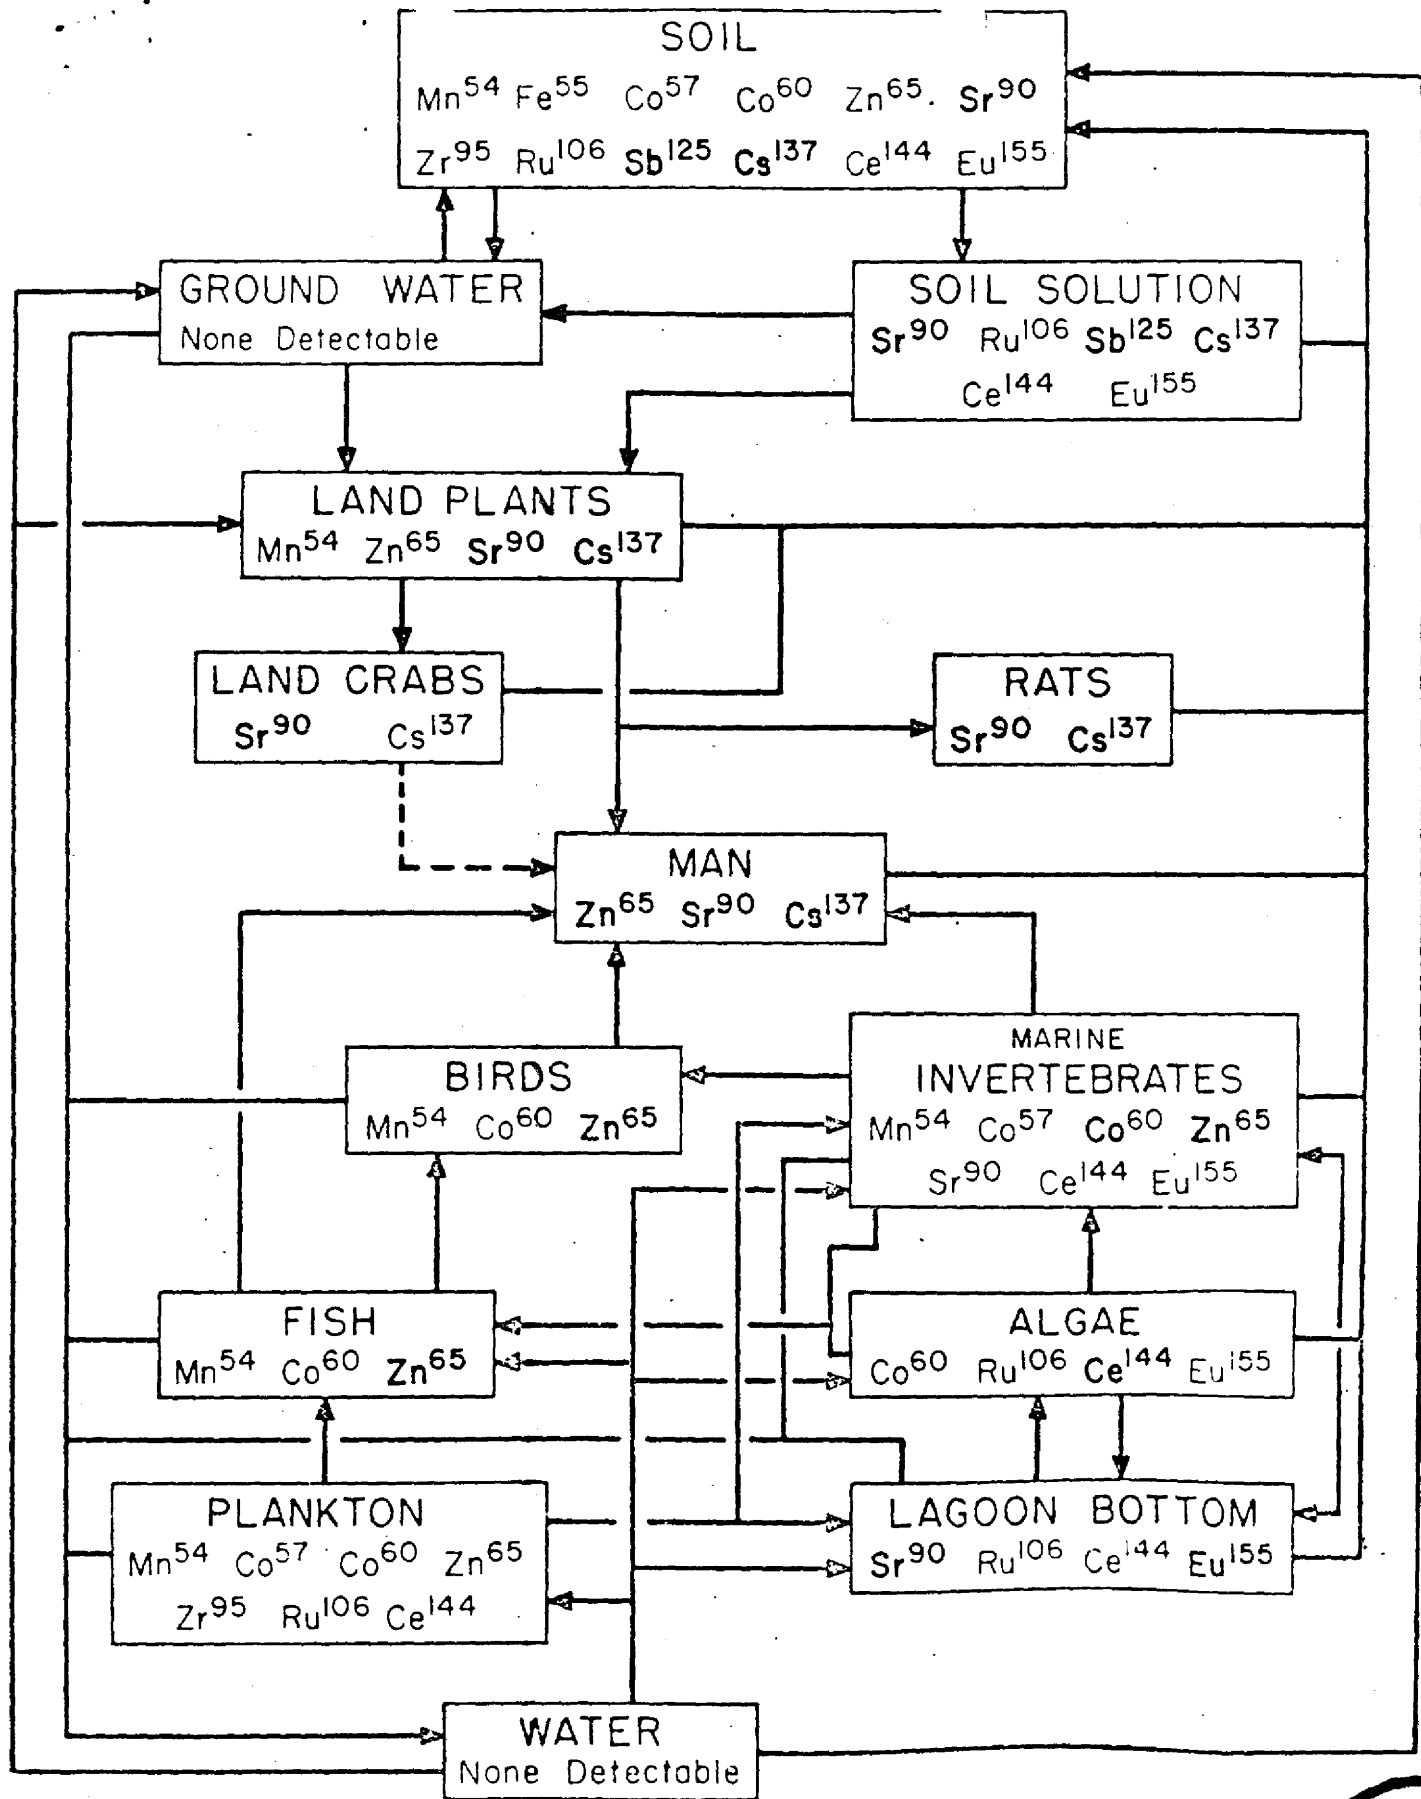 SOIL
Mn⁵⁴ Fe⁵⁵ Co⁵⁷ Co⁶⁰ Zn⁶⁵. Sr⁹⁰
Zr⁹⁵ Ru¹⁰⁶ Sb¹²⁵ Cs¹³⁷ Ce¹⁴⁴ Eu¹⁵⁵
GROUND WATER
None Detectable
SOIL SOLUTION
Sr⁹⁰ Ru¹⁰⁶ Sb¹²⁵ Cs¹³⁷
Ce¹⁴⁴ Eu¹⁵⁵
LAND PLANTS
Mn⁵⁴ Zn⁶⁵ Sr⁹⁰ Cs¹³⁷
LAND CRABS
Sr⁹⁰ Cs¹³⁷
RATS
Sr⁹⁰ Cs¹³⁷
MAN
Zn⁶⁵ Sr⁹⁰ Cs¹³⁷
BIRDS
Mn⁵⁴ Co⁶⁰ Zn⁶⁵
MARINE
INVERTEBRATES
Mn⁵⁴ Co⁵⁷ Co⁶⁰ Zn⁶⁵
Sr⁹⁰ Ce¹⁴⁴ Eu¹⁵⁵
FISH
Mn⁵⁴ Co⁶⁰ Zn⁶⁵
ALGAE
Co⁶⁰ Ru¹⁰⁶ Ce¹⁴⁴ Eu¹⁵⁵
PLANKTON
Mn⁵⁴ Co⁵⁷ Co⁶⁰ Zn⁶⁵
Zr⁹⁵ Ru¹⁰⁶ Ce¹⁴⁴
LAGOON BOTTOM
Sr⁹⁰ Ru¹⁰⁶ Ce¹⁴⁴ Eu¹⁵⁵
WATER
None Detectable